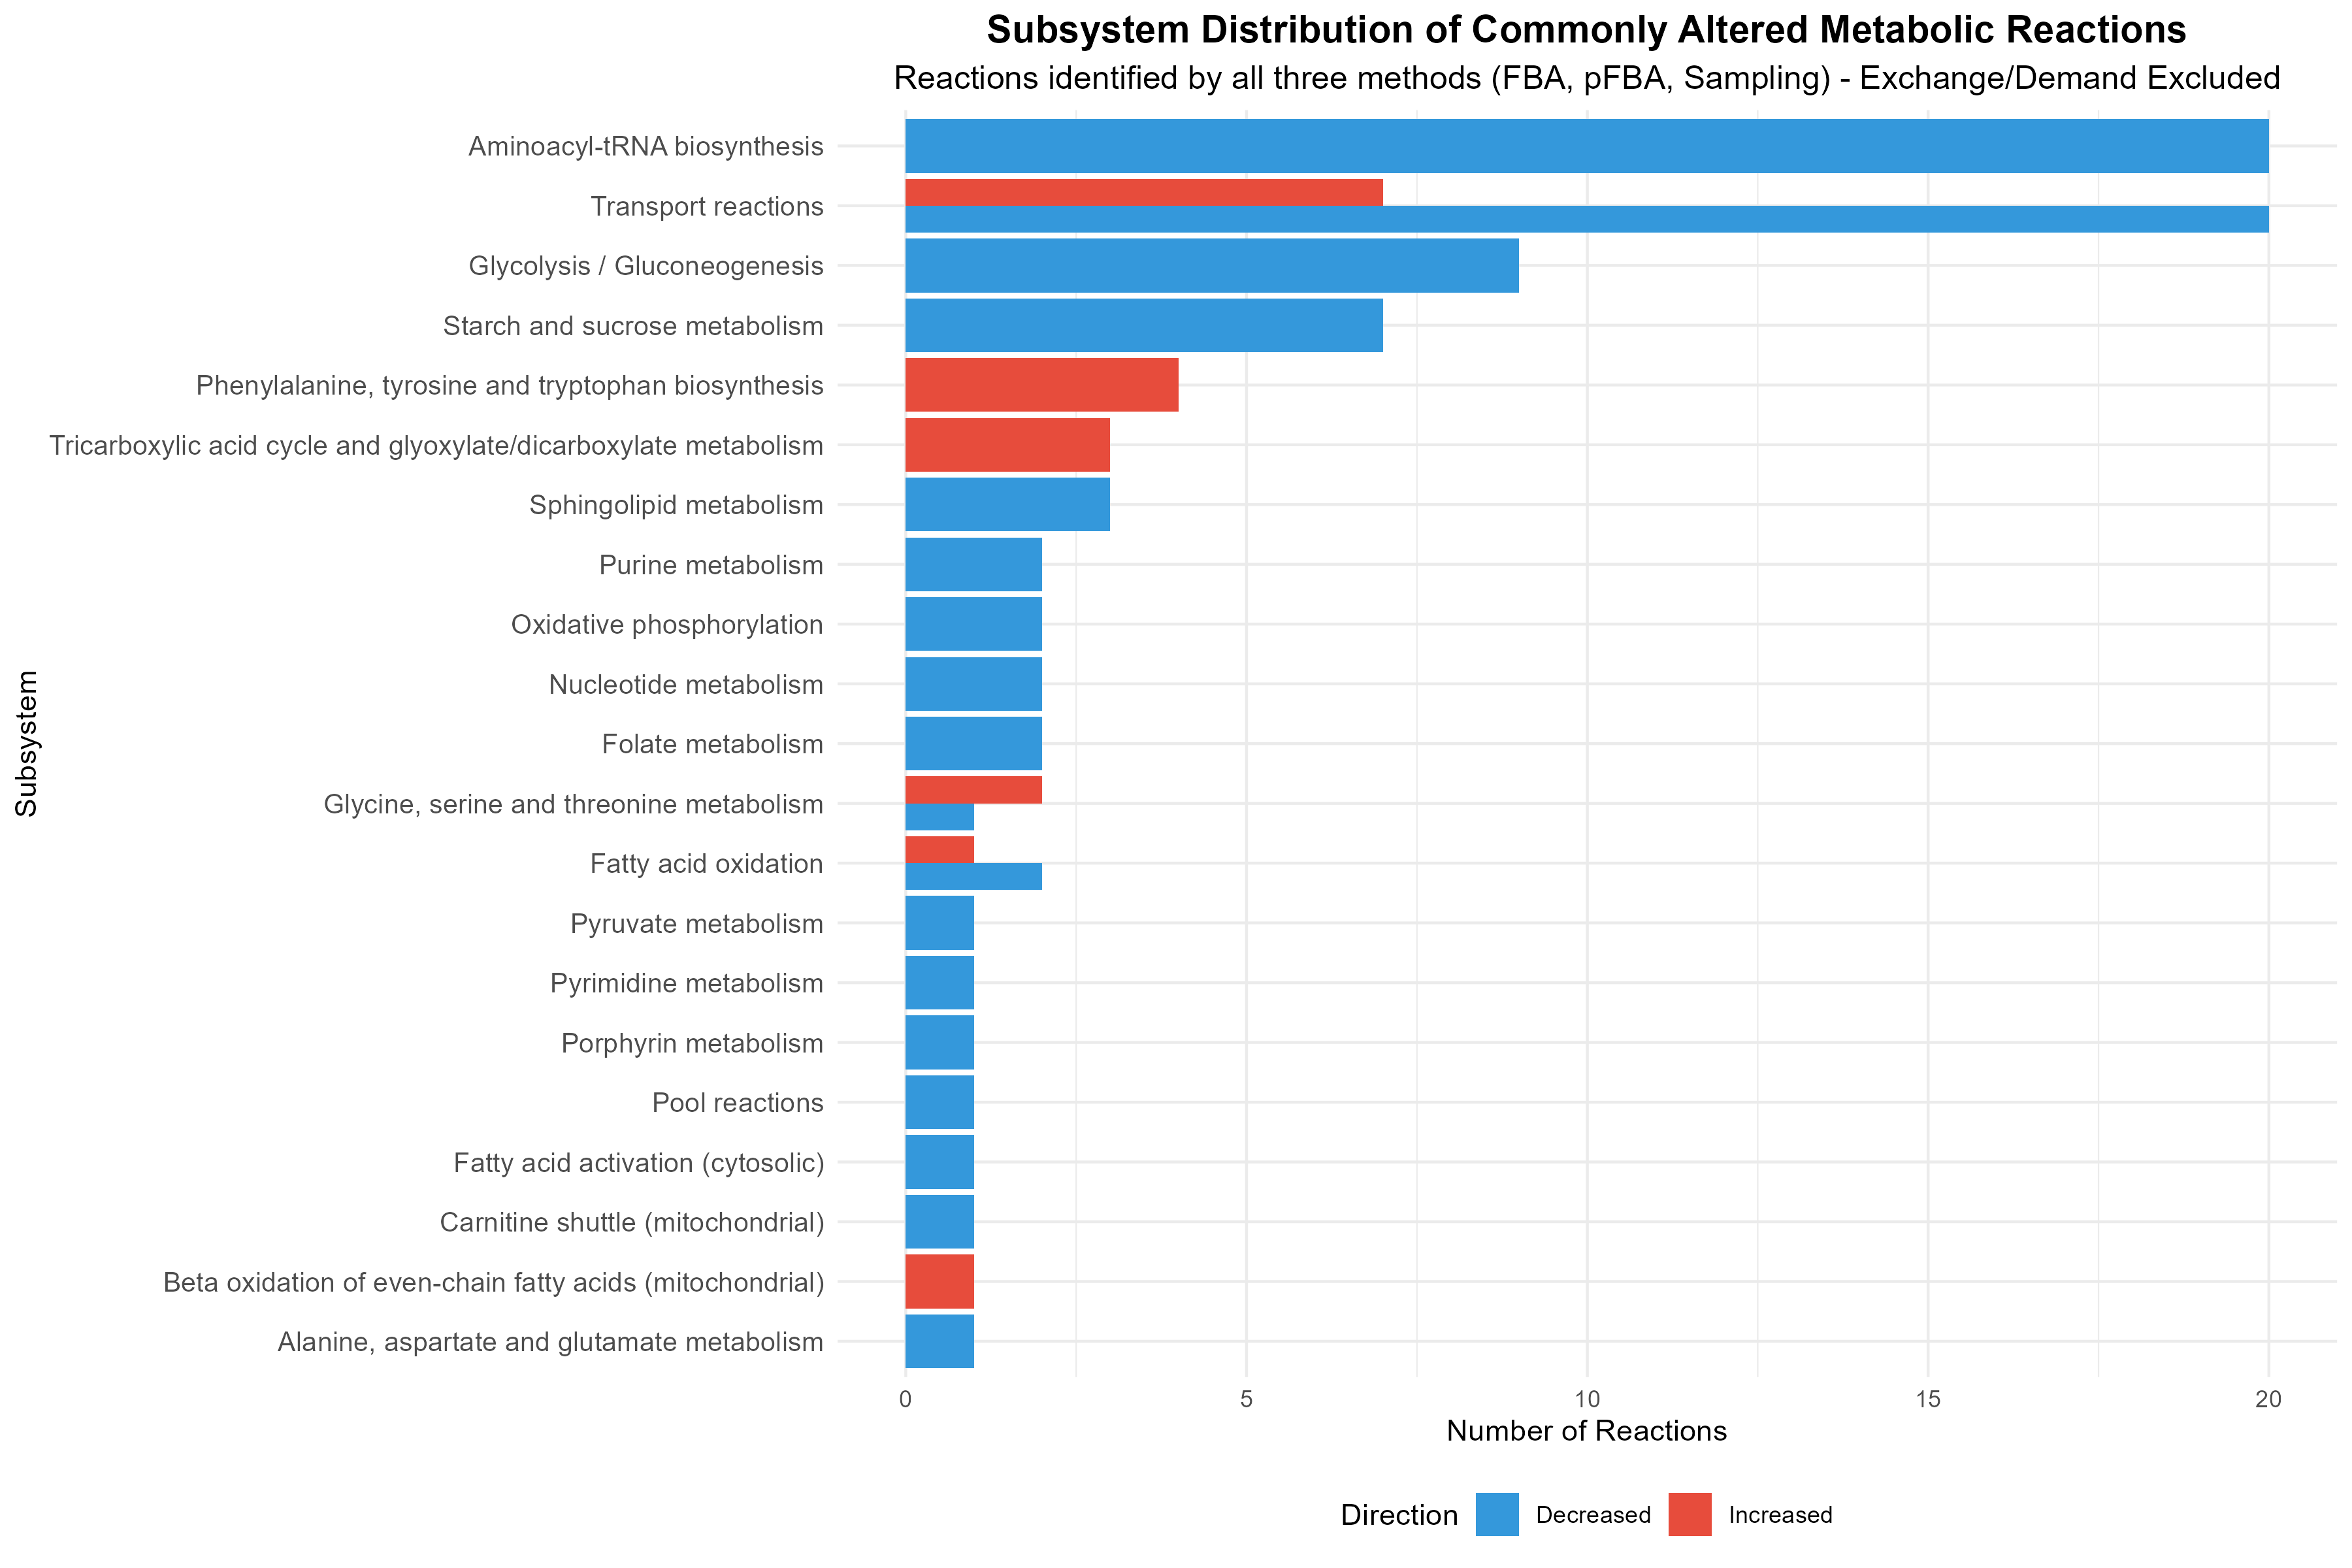 Subsystem Distribution of Commonly Altered Metabolic Reactions
Reactions identified by all three methods (FBA, pFBA, Sampling) - Exchange/Demand Excluded
Subsystem
Aminoacyl-tRNA biosynthesis
Transport reactions
Glycolysis / Gluconeogenesis
Starch and sucrose metabolism
Phenylalanine, tyrosine and tryptophan biosynthesis
Tricarboxylic acid cycle and glyoxylate/dicarboxylate metabolism
Sphingolipid metabolism
Purine metabolism
Oxidative phosphorylation
Nucleotide metabolism
Folate metabolism
Glycine, serine and threonine metabolism
Fatty acid oxidation
Pyruvate metabolism
Pyrimidine metabolism
Porphyrin metabolism
Pool reactions
Fatty acid activation (cytosolic)
Carnitine shuttle (mitochondrial)
Beta oxidation of even-chain fatty acids (mitochondrial)
Alanine, aspartate and glutamate metabolism
0 5 10 15 20
Number of Reactions
Direction Decreased Increased